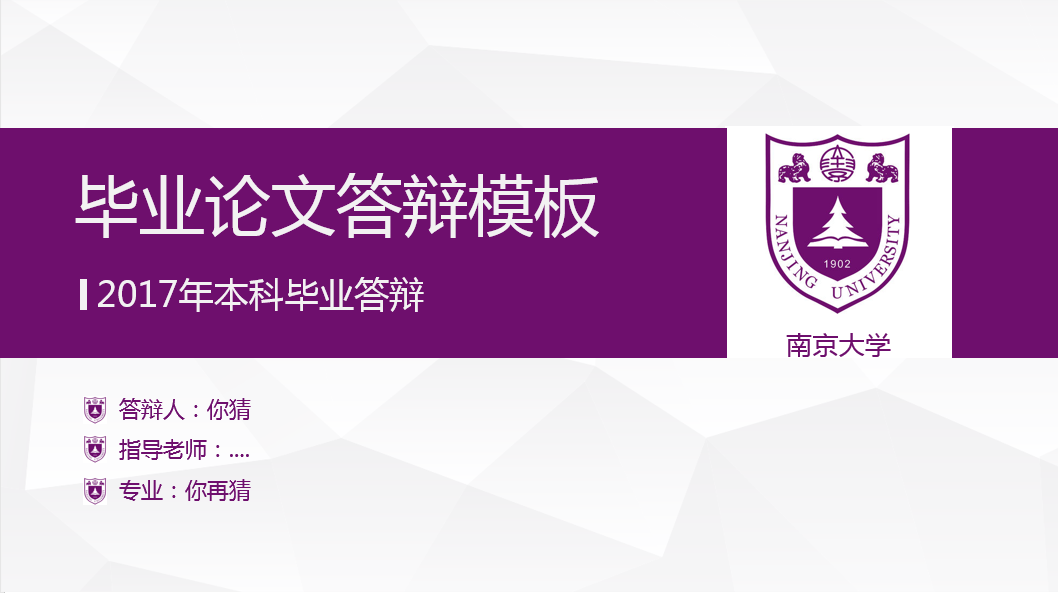 毕业论文答辩模板
2017年本科毕业答辩
NANJING UNIVERSITY
1902
南京大学
答辩人：你猜
指导老师：....
专业：你再猜